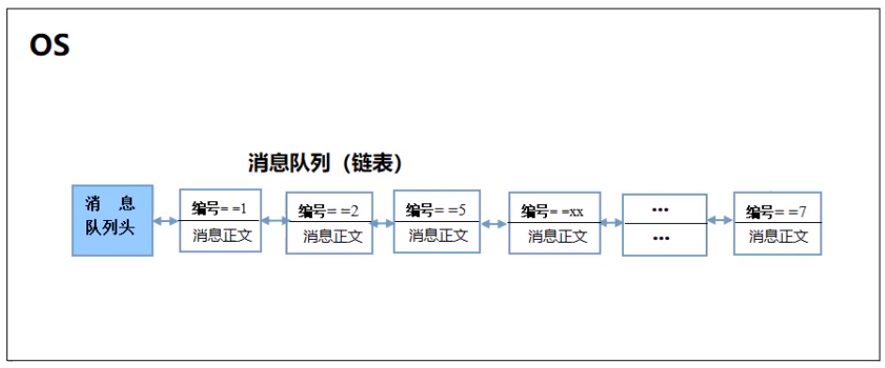 OS
消息队列（链表）
消 息
队列头
编号= =1
消息正文
编号= =2
消息正文
编号= =5
消息正文
编号= =xx
消息正文
...
...
编号= =7
消息正文